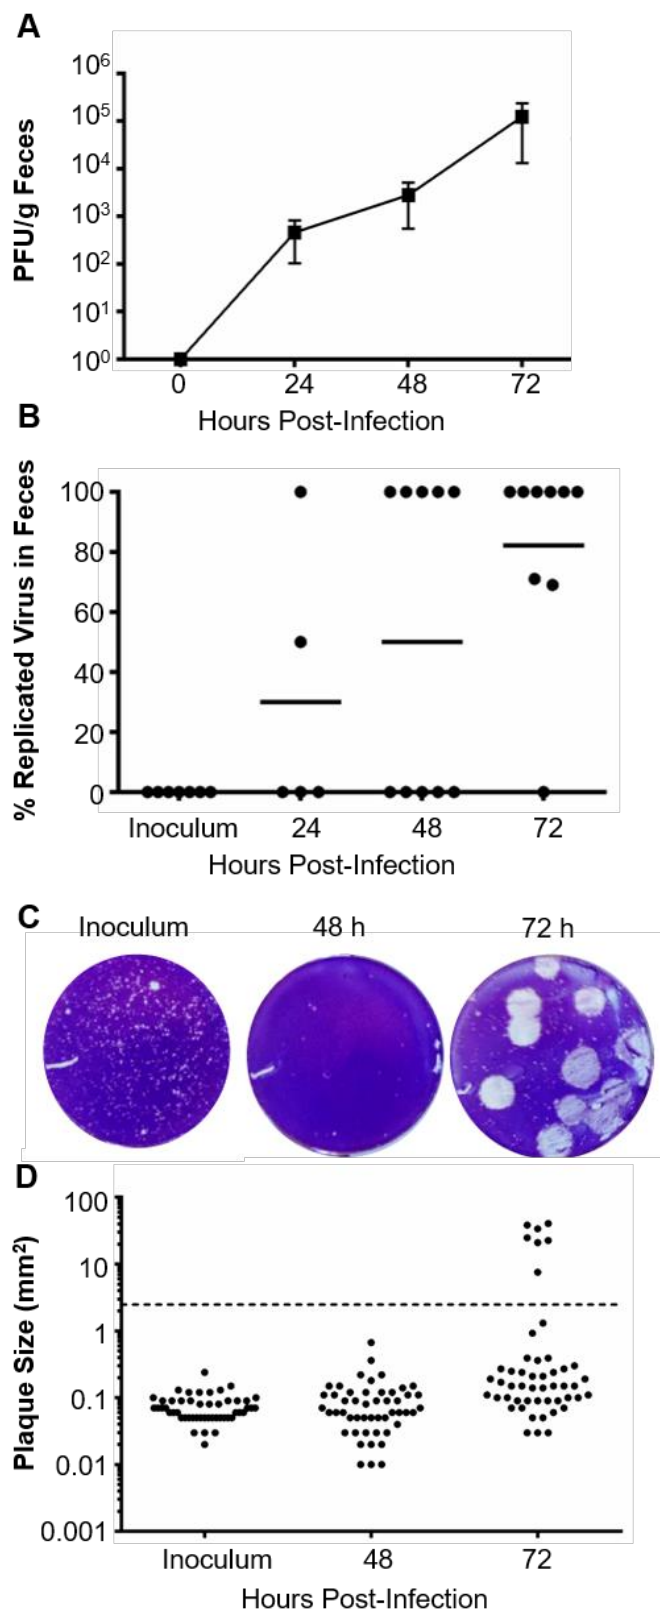 A
PFU/g Feces
10⁶
10⁵
10⁴
10³
10²
10¹
10⁰
0 24 48 72
Hours Post-Infection
B
% Replicated Virus in Feces
100
80
60
40
20
0
Inoculum 24 48 72
Hours Post-Infection
C
Inoculum 48 h 72 h
D
Plaque Size (mm²)
100
10
1
0.1
0.01
0.001
Inoculum 48 72
Hours Post-Infection